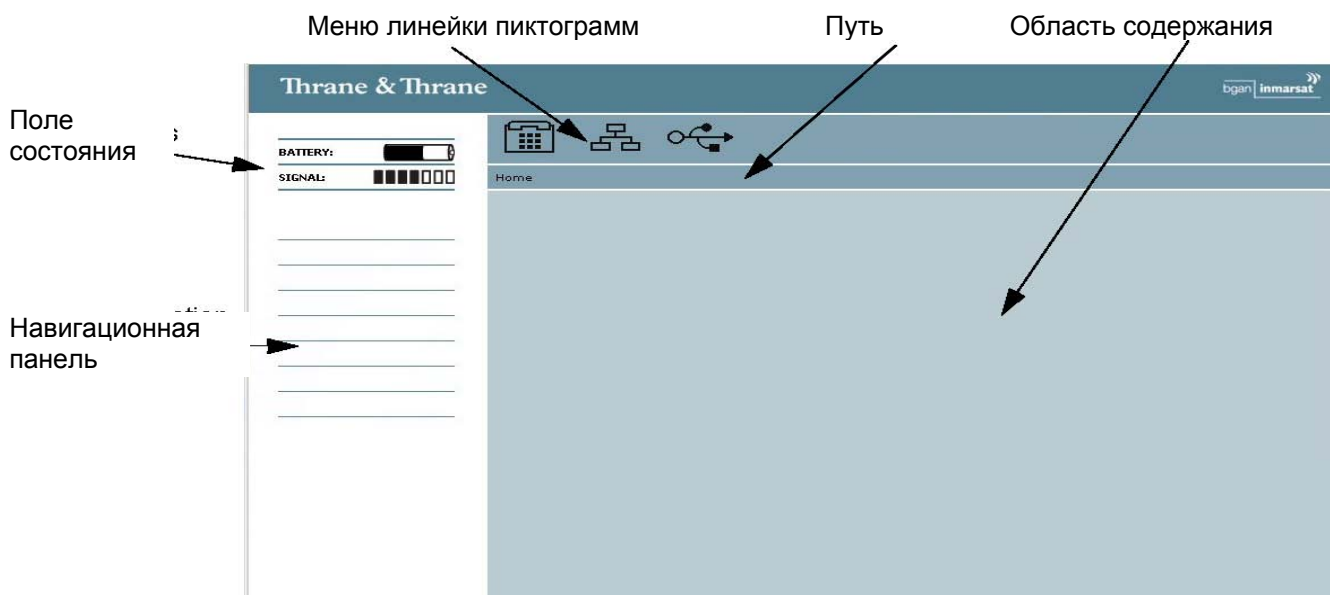 Меню линейки пиктограмм
Путь
Область содержания
Thrane & Thrane
bgan inmarsat
Поле
состояния
s
BATTERY:
SIGNAL:
Home
Навигационная
панель